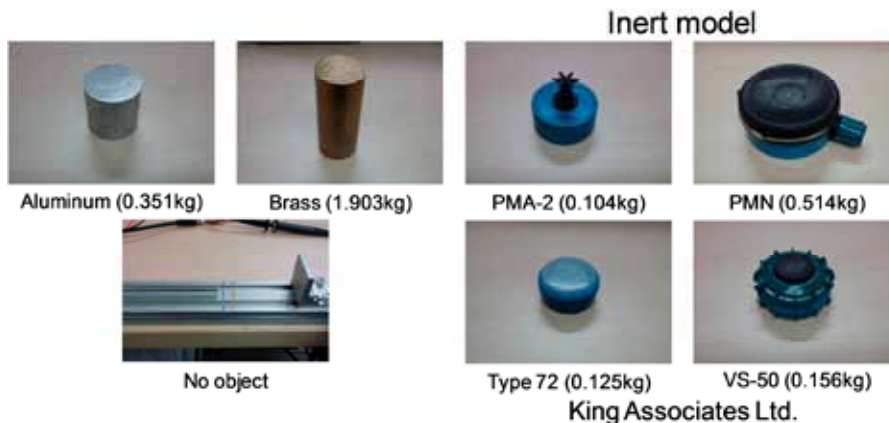 Inert model
Aluminum (0.351kg)
Brass (1.903kg)
PMA-2 (0.104kg)
PMN (0.514kg)
No object
Type 72 (0.125kg)
VS-50 (0.156kg)
King Associates Ltd.